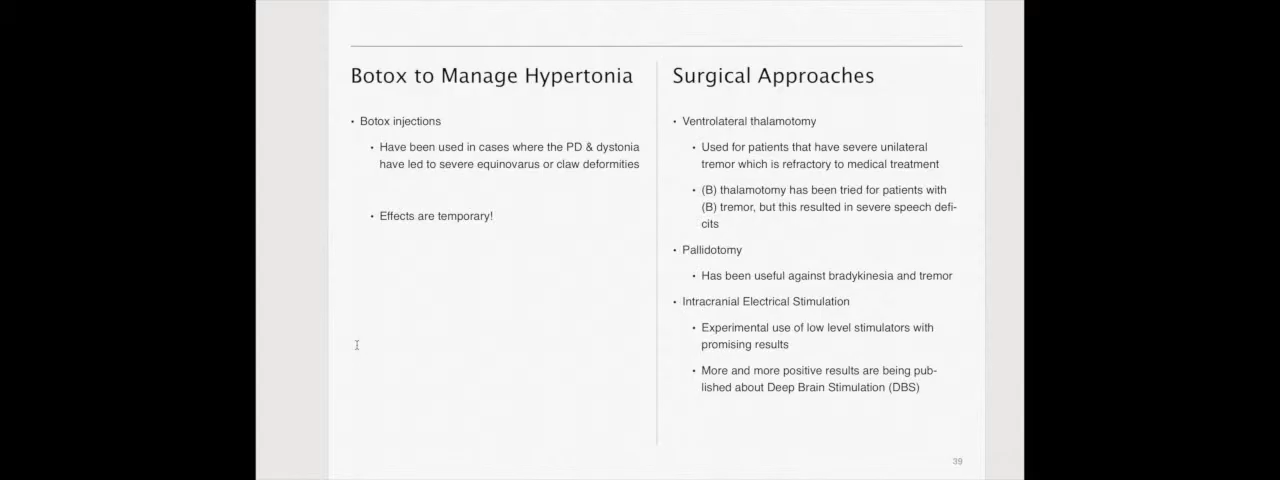 Botox to Manage Hypertonia
• Botox injections
• Have been used in cases where the PD & dystonia
have led to severe equinovarus or claw deformities
• Effects are temporary!
Surgical Approaches
• Ventrolateral thalamotomy
• Used for patients that have severe unilateral
tremor which is refractory to medical treatment
• (B) thalamotomy has been tried for patients with
(B) tremor, but this resulted in severe speech defi-
cits
• Pallidotomy
• Has been useful against bradykinesia and tremor
• Intracranial Electrical Stimulation
• Experimental use of low level stimulators with
promising results
• More and more positive results are being pub-
lished about Deep Brain Stimulation (DBS)
39